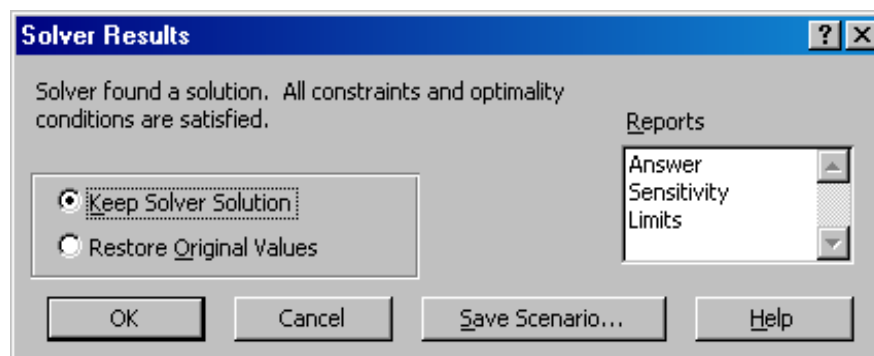 Solver Results
Solver found a solution. All constraints and optimality
conditions are satisfied.
Reports
Answer
Sensitivity
Limits
Keep Solver Solution
Restore Original Values
OK
Cancel
Save Scenario...
Help